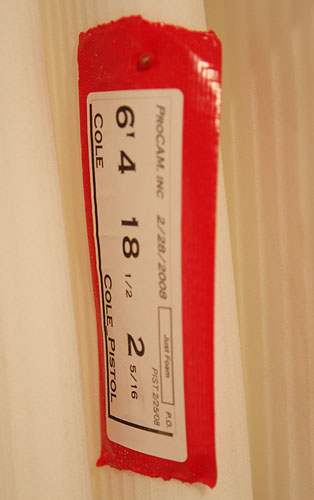 ProCAM, INC 2/28/2008
Just Foam P.O.
PIST.2/25/08
6'4 18 1/2 2 5/16
COLE COLE PISTOL